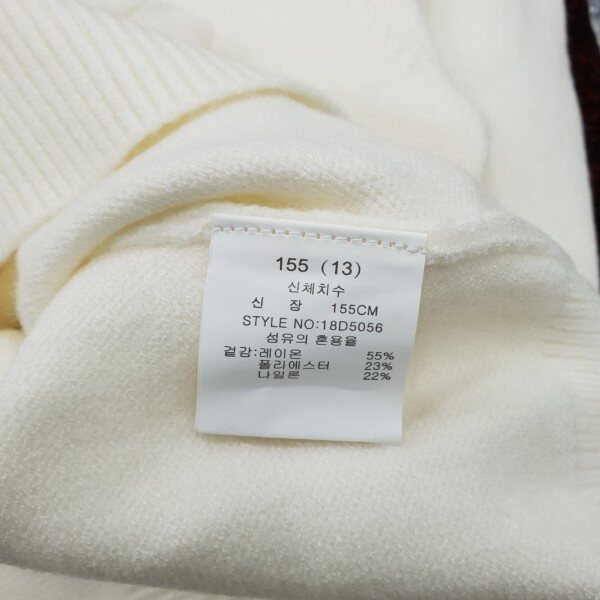 155 (13)
신체치수
신 장 155CM
STYLE NO:18D5056
섬유의 혼용율
겉감:레이온 55%
폴리에스터 23%
나일론 22%